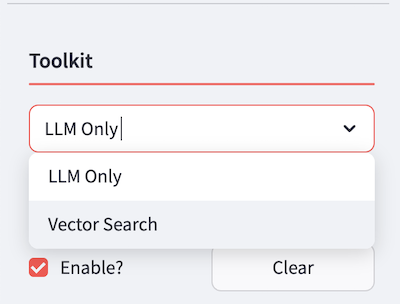 Toolkit
LLM Only
LLM Only
Vector Search
Enable?
Clear